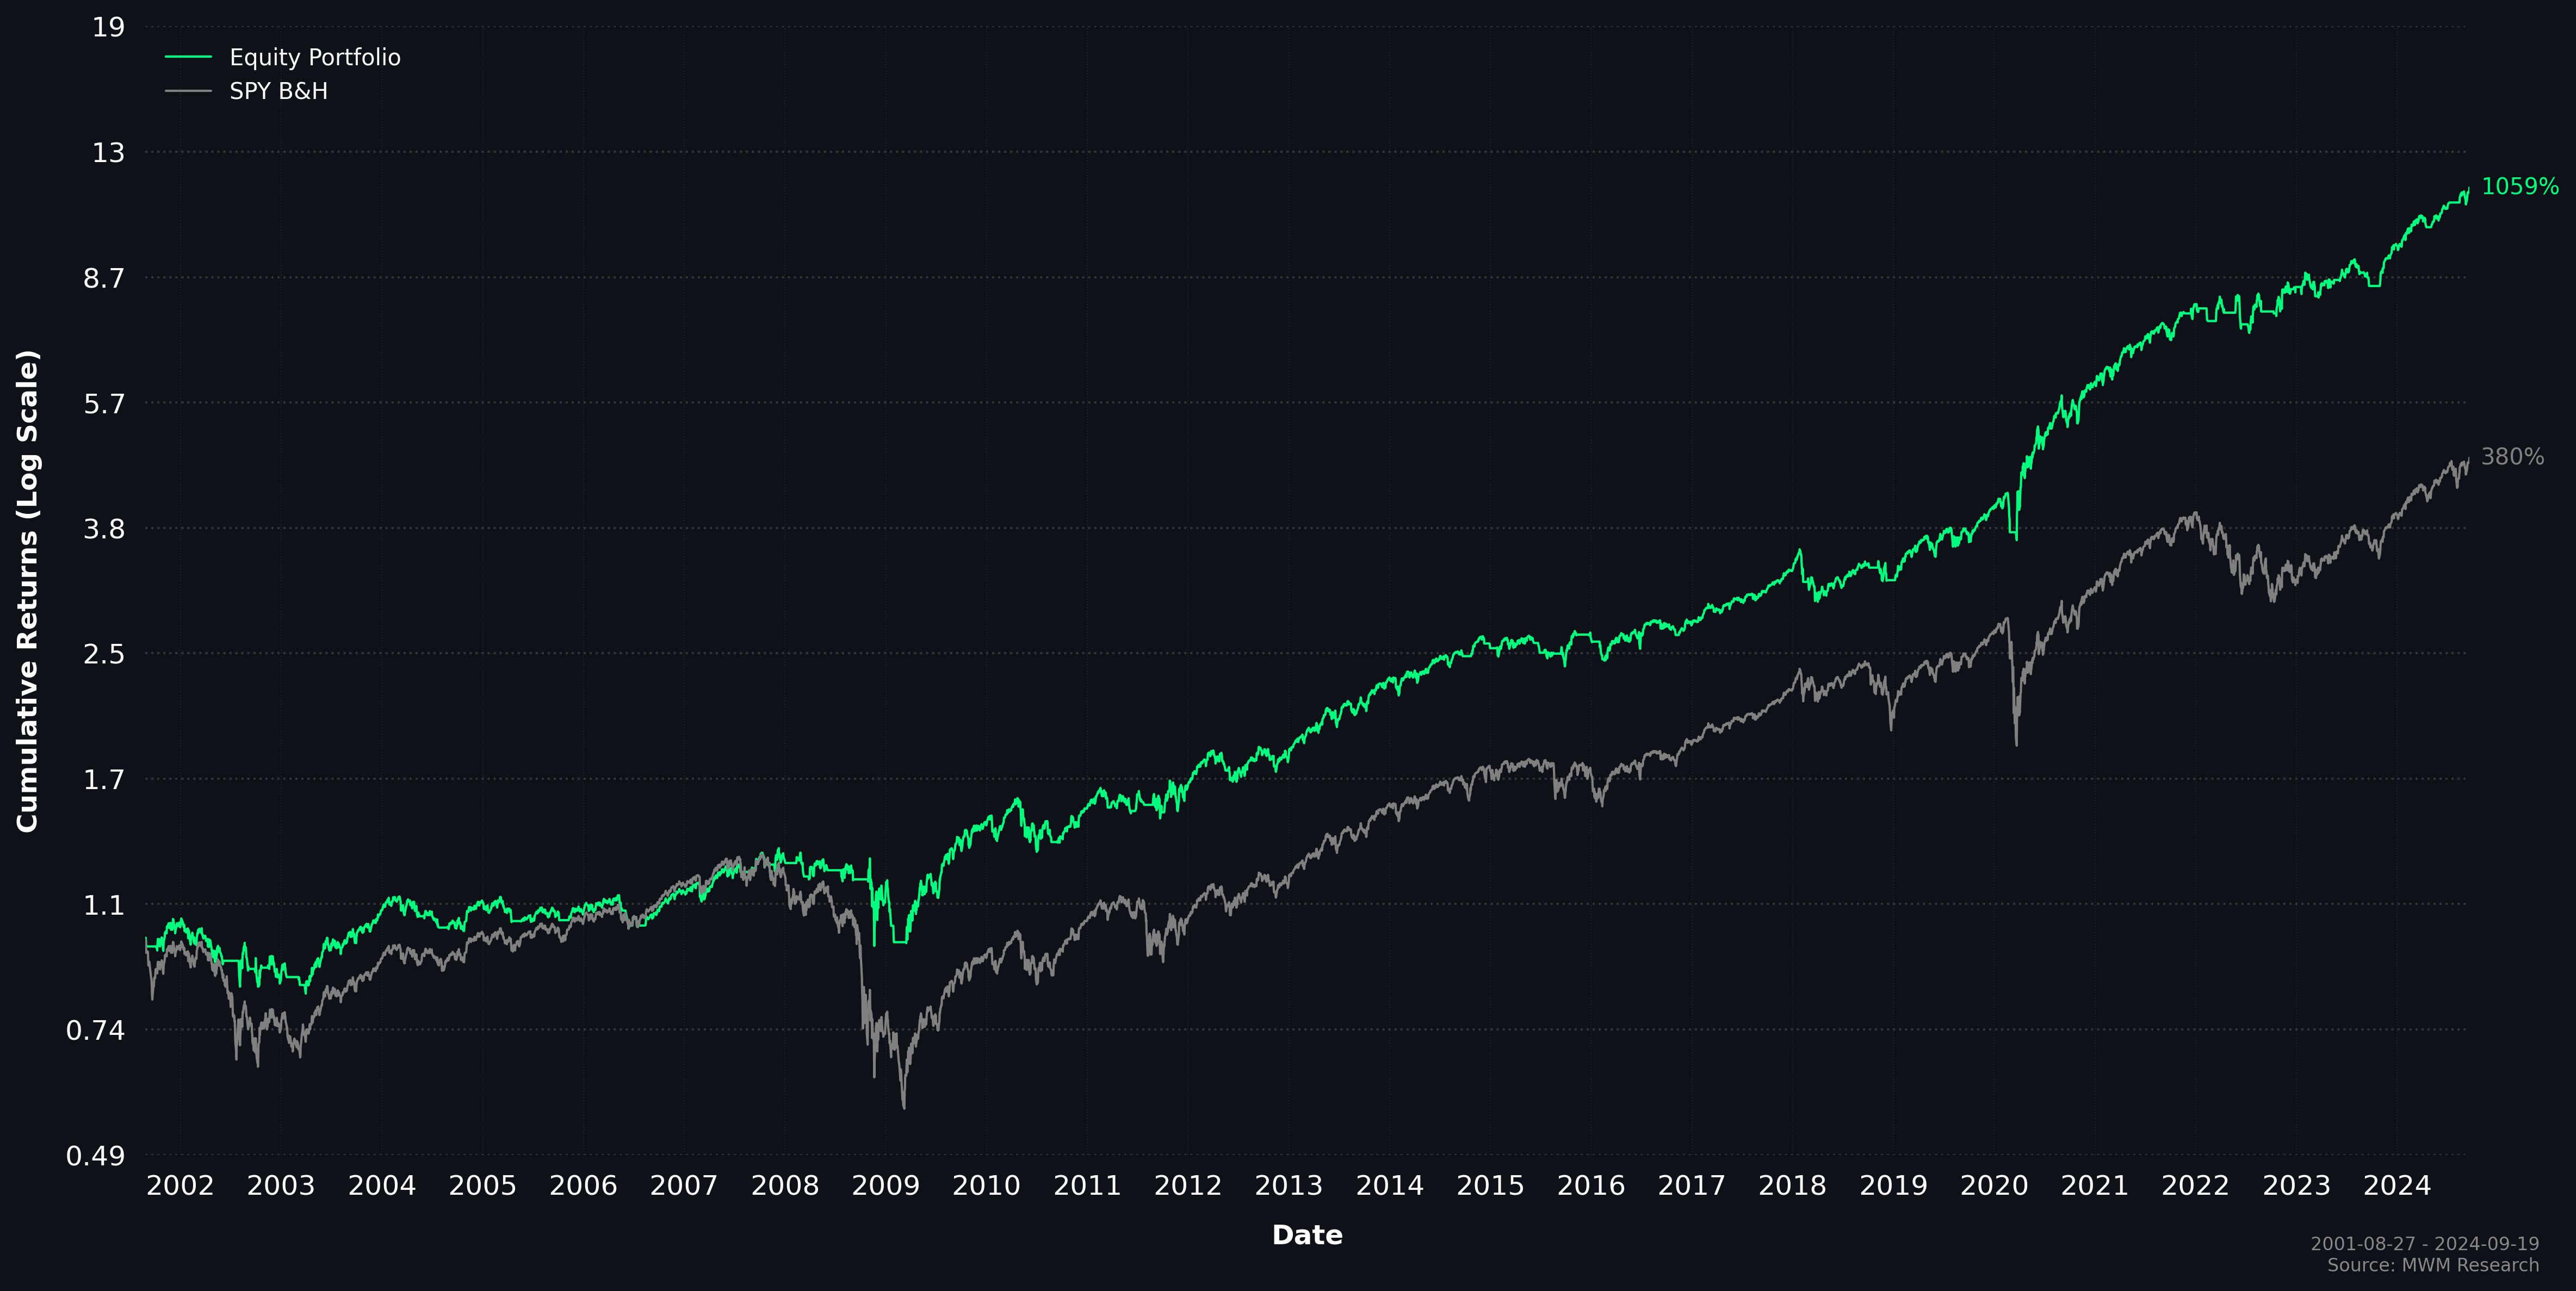 19
Equity Portfolio
SPY B&H
13
1059%
8.7
5.7
380%
3.8
2.5
1.7
1.1
0.74
0.49
Cumulative Returns (Log Scale)
2002 2003 2004 2005 2006 2007 2008 2009 2010 2011 2012 2013 2014 2015 2016 2017 2018 2019 2020 2021 2022 2023 2024
Date
2001-08-27 - 2024-09-19
Source: MWM Research